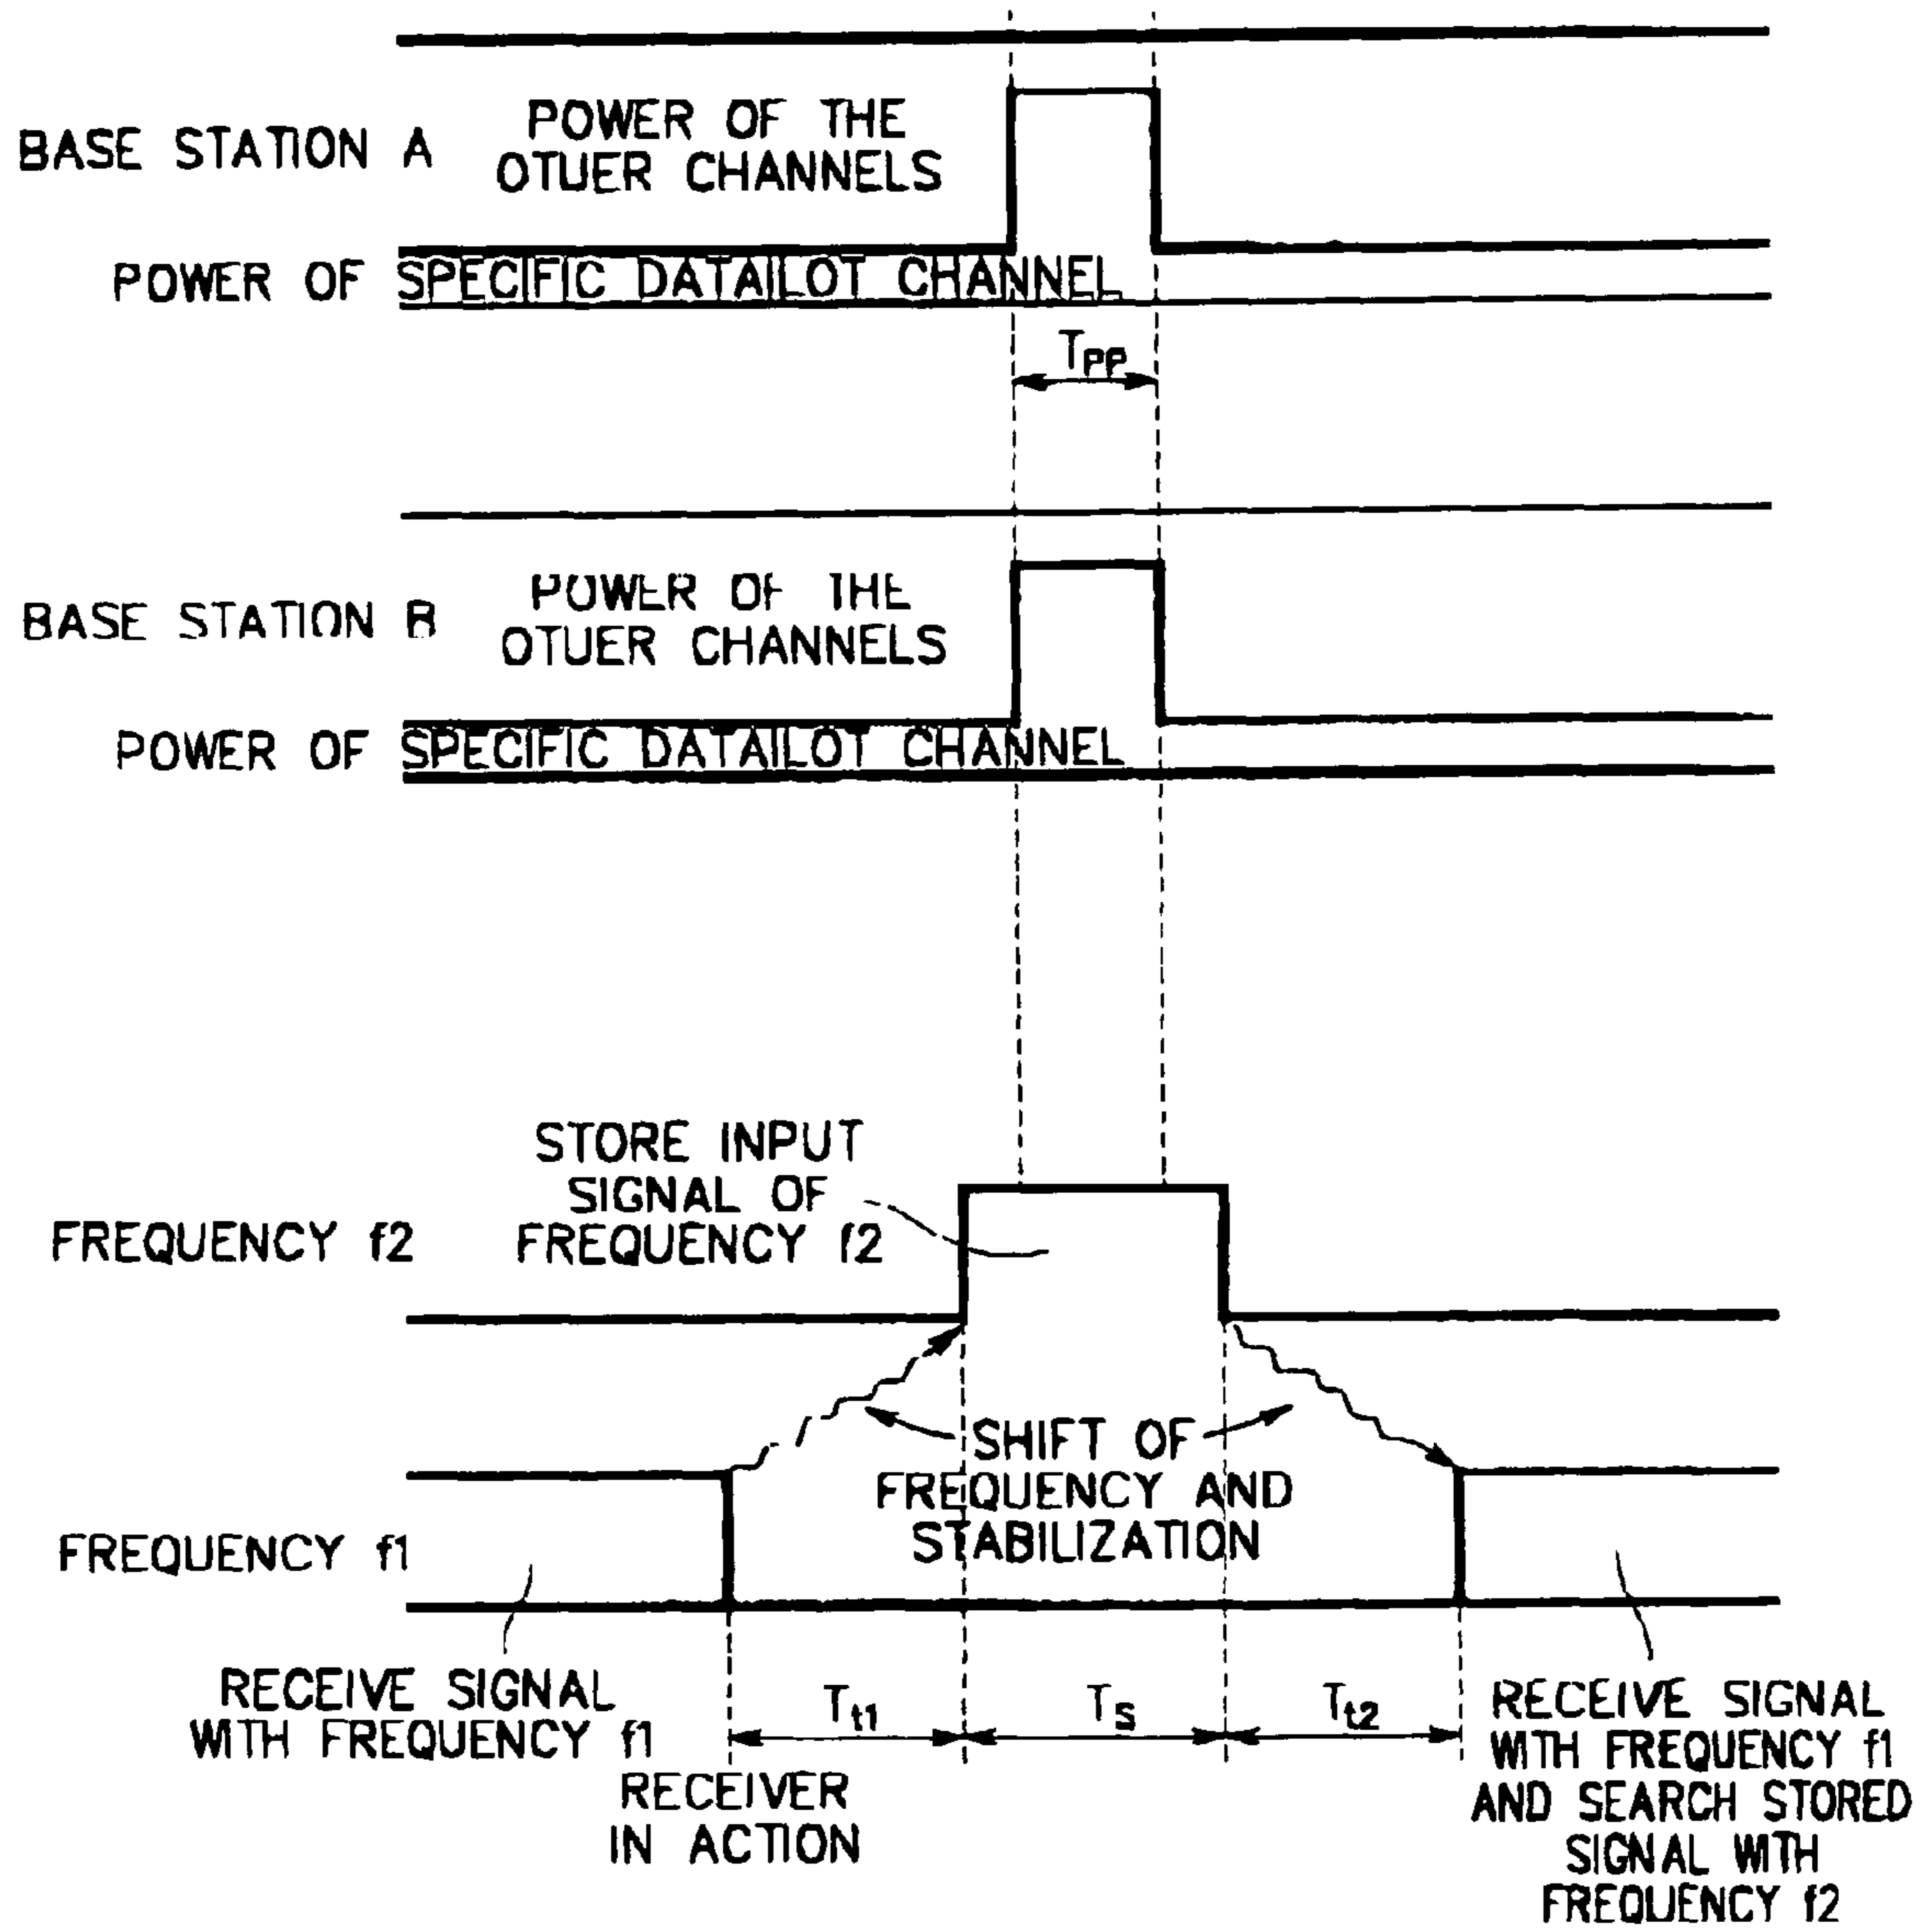 POWER OF THE
OTUER CHANNELS
BASE STATION A
POWER OF SPECIFIC DATAILOT CHANNEL
TPP
POWER OF THE
OTUER CHANNELS
BASE STATION B
POWER OF SPECIFIC DATAILOT CHANNEL
STORE INPUT
SIGNAL OF
FREQUENCY f2
FREQUENCY f2
SHIFT OF
FREQUENCY AND
STABILIZATION
FREQUENCY f1
RECEIVE SIGNAL
WITH FREQUENCY f1
Tt1
TS
Tt2
RECEIVER
IN ACTION
RECEIVE SIGNAL
WITH FREQUENCY f1
AND SEARCH STORED
SIGNAL WITH
FREQUENCY f2